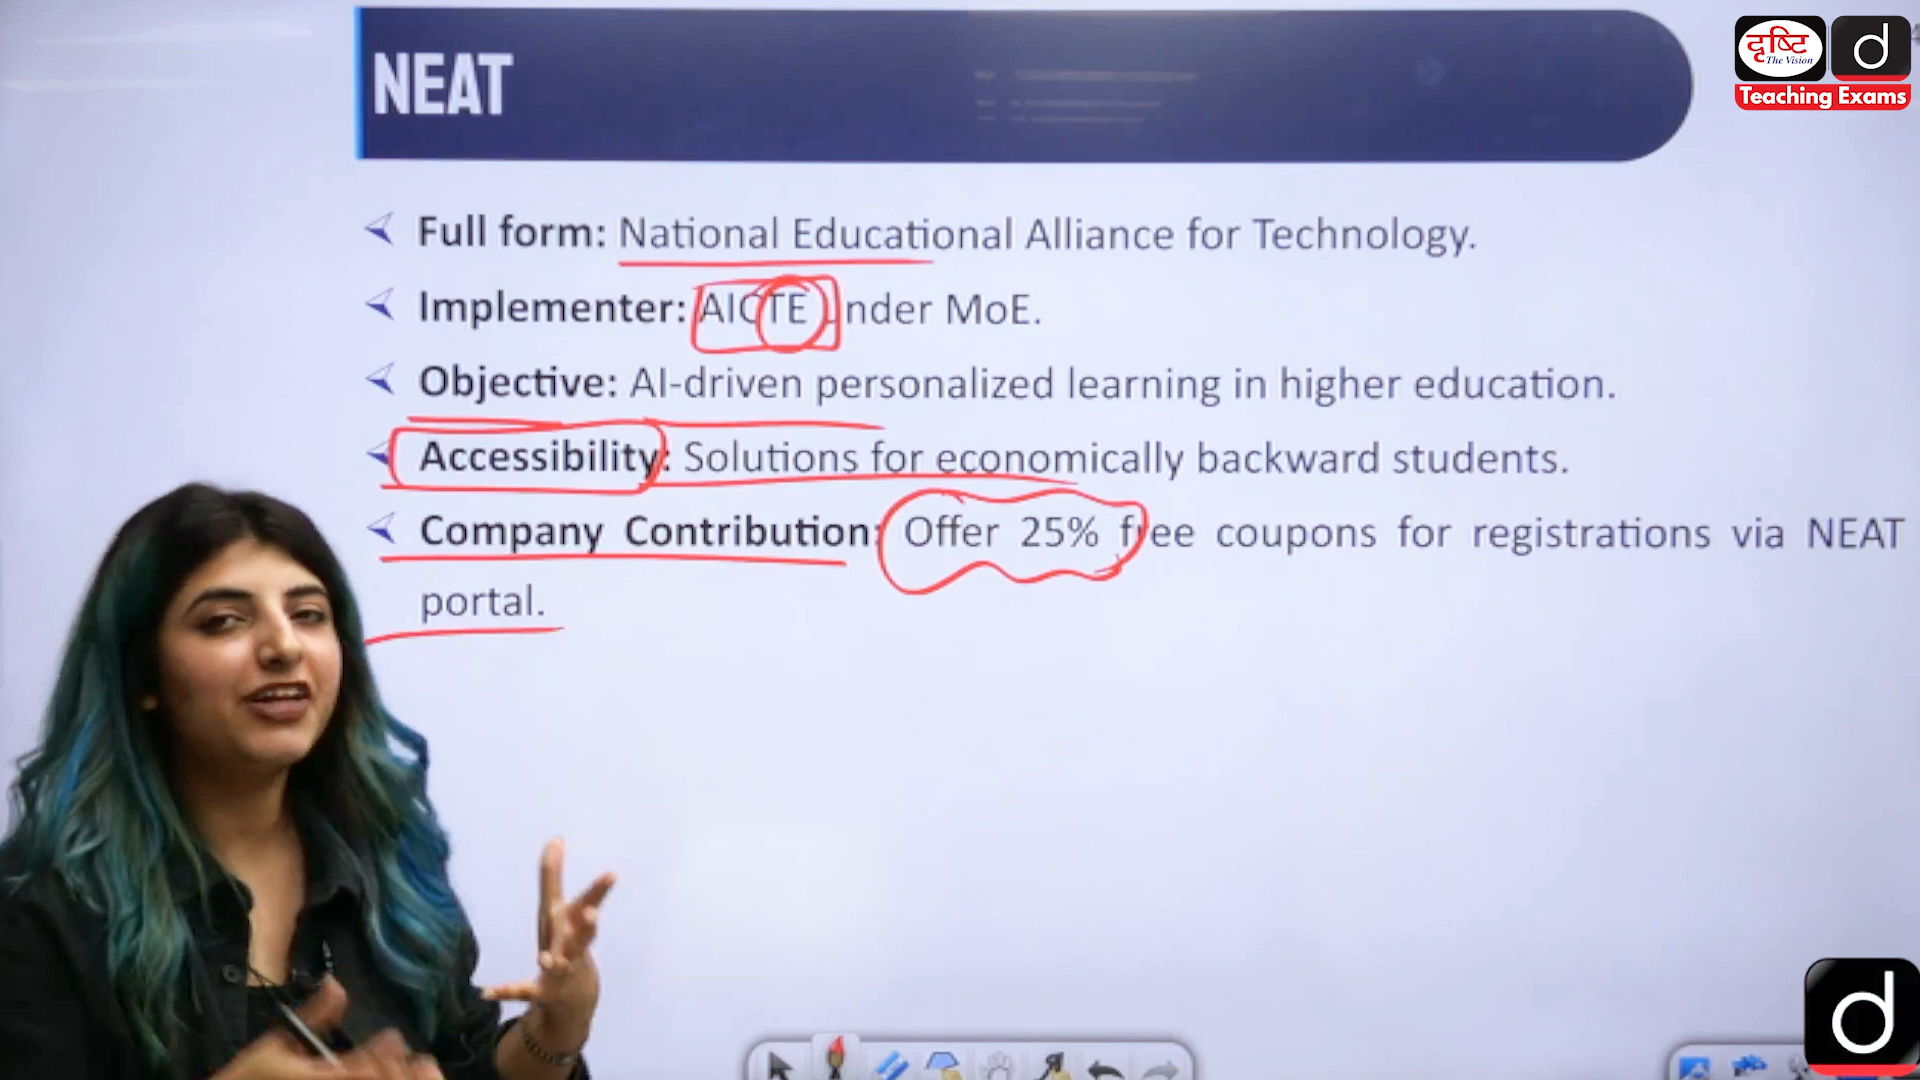 NEAT
दृष्टि
The Vision
d
Teaching Exams
Full form: National Educational Alliance for Technology.
Implementer: AICTE under MoE.
Objective: AI-driven personalized learning in higher education.
Accessibility: Solutions for economically backward students.
Company Contribution: Offer 25% free coupons for registrations via NEAT
portal.
d